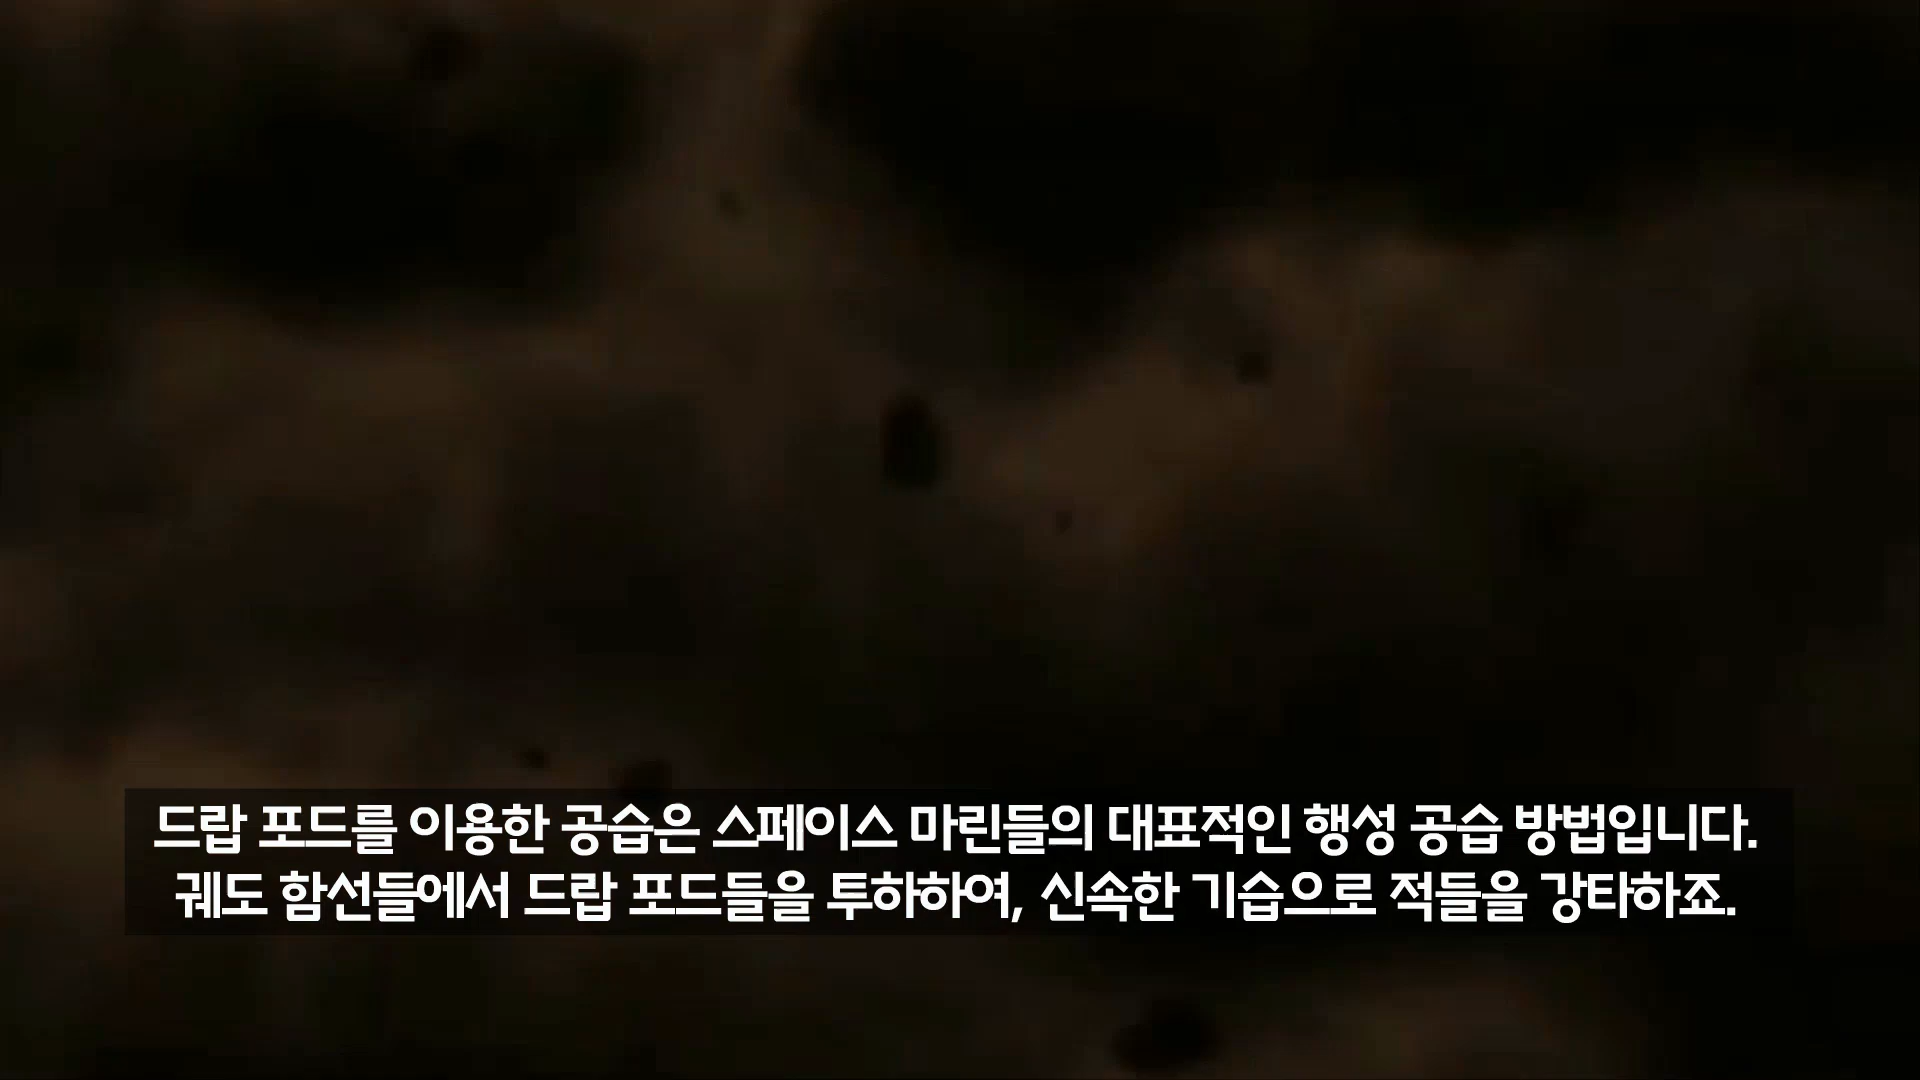 드랍 포드를 이용한 공습은 스페이스 마린들의 대표적인 행성 공습 방법입니다.
궤도 함선들에서 드랍 포드들을 투하하여, 신속한 기습으로 적들을 강타하죠.